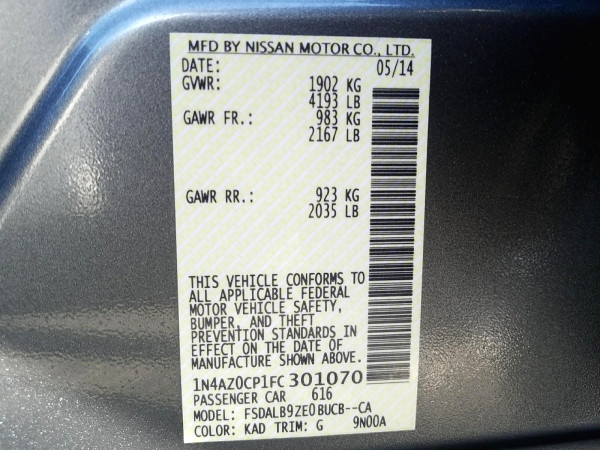 MFD BY NISSAN MOTOR CO., LTD.
DATE: 05/14
GVWR: 1902 KG
4193 LB
GAWR FR.: 983 KG
2167 LB
GAWR RR.: 923 KG
2035 LB
THIS VEHICLE CONFORMS TO
ALL APPLICABLE FEDERAL
MOTOR VEHICLE SAFETY,
BUMPER, AND THEFT
PREVENTION STANDARDS IN
EFFECT ON THE DATE OF
MANUFACTURE SHOWN ABOVE.
1N4AZ0CP1FC301070
PASSENGER CAR 616
MODEL: FSDALB9ZE0BUCB--CA
COLOR: KAD TRIM: G 9N00A